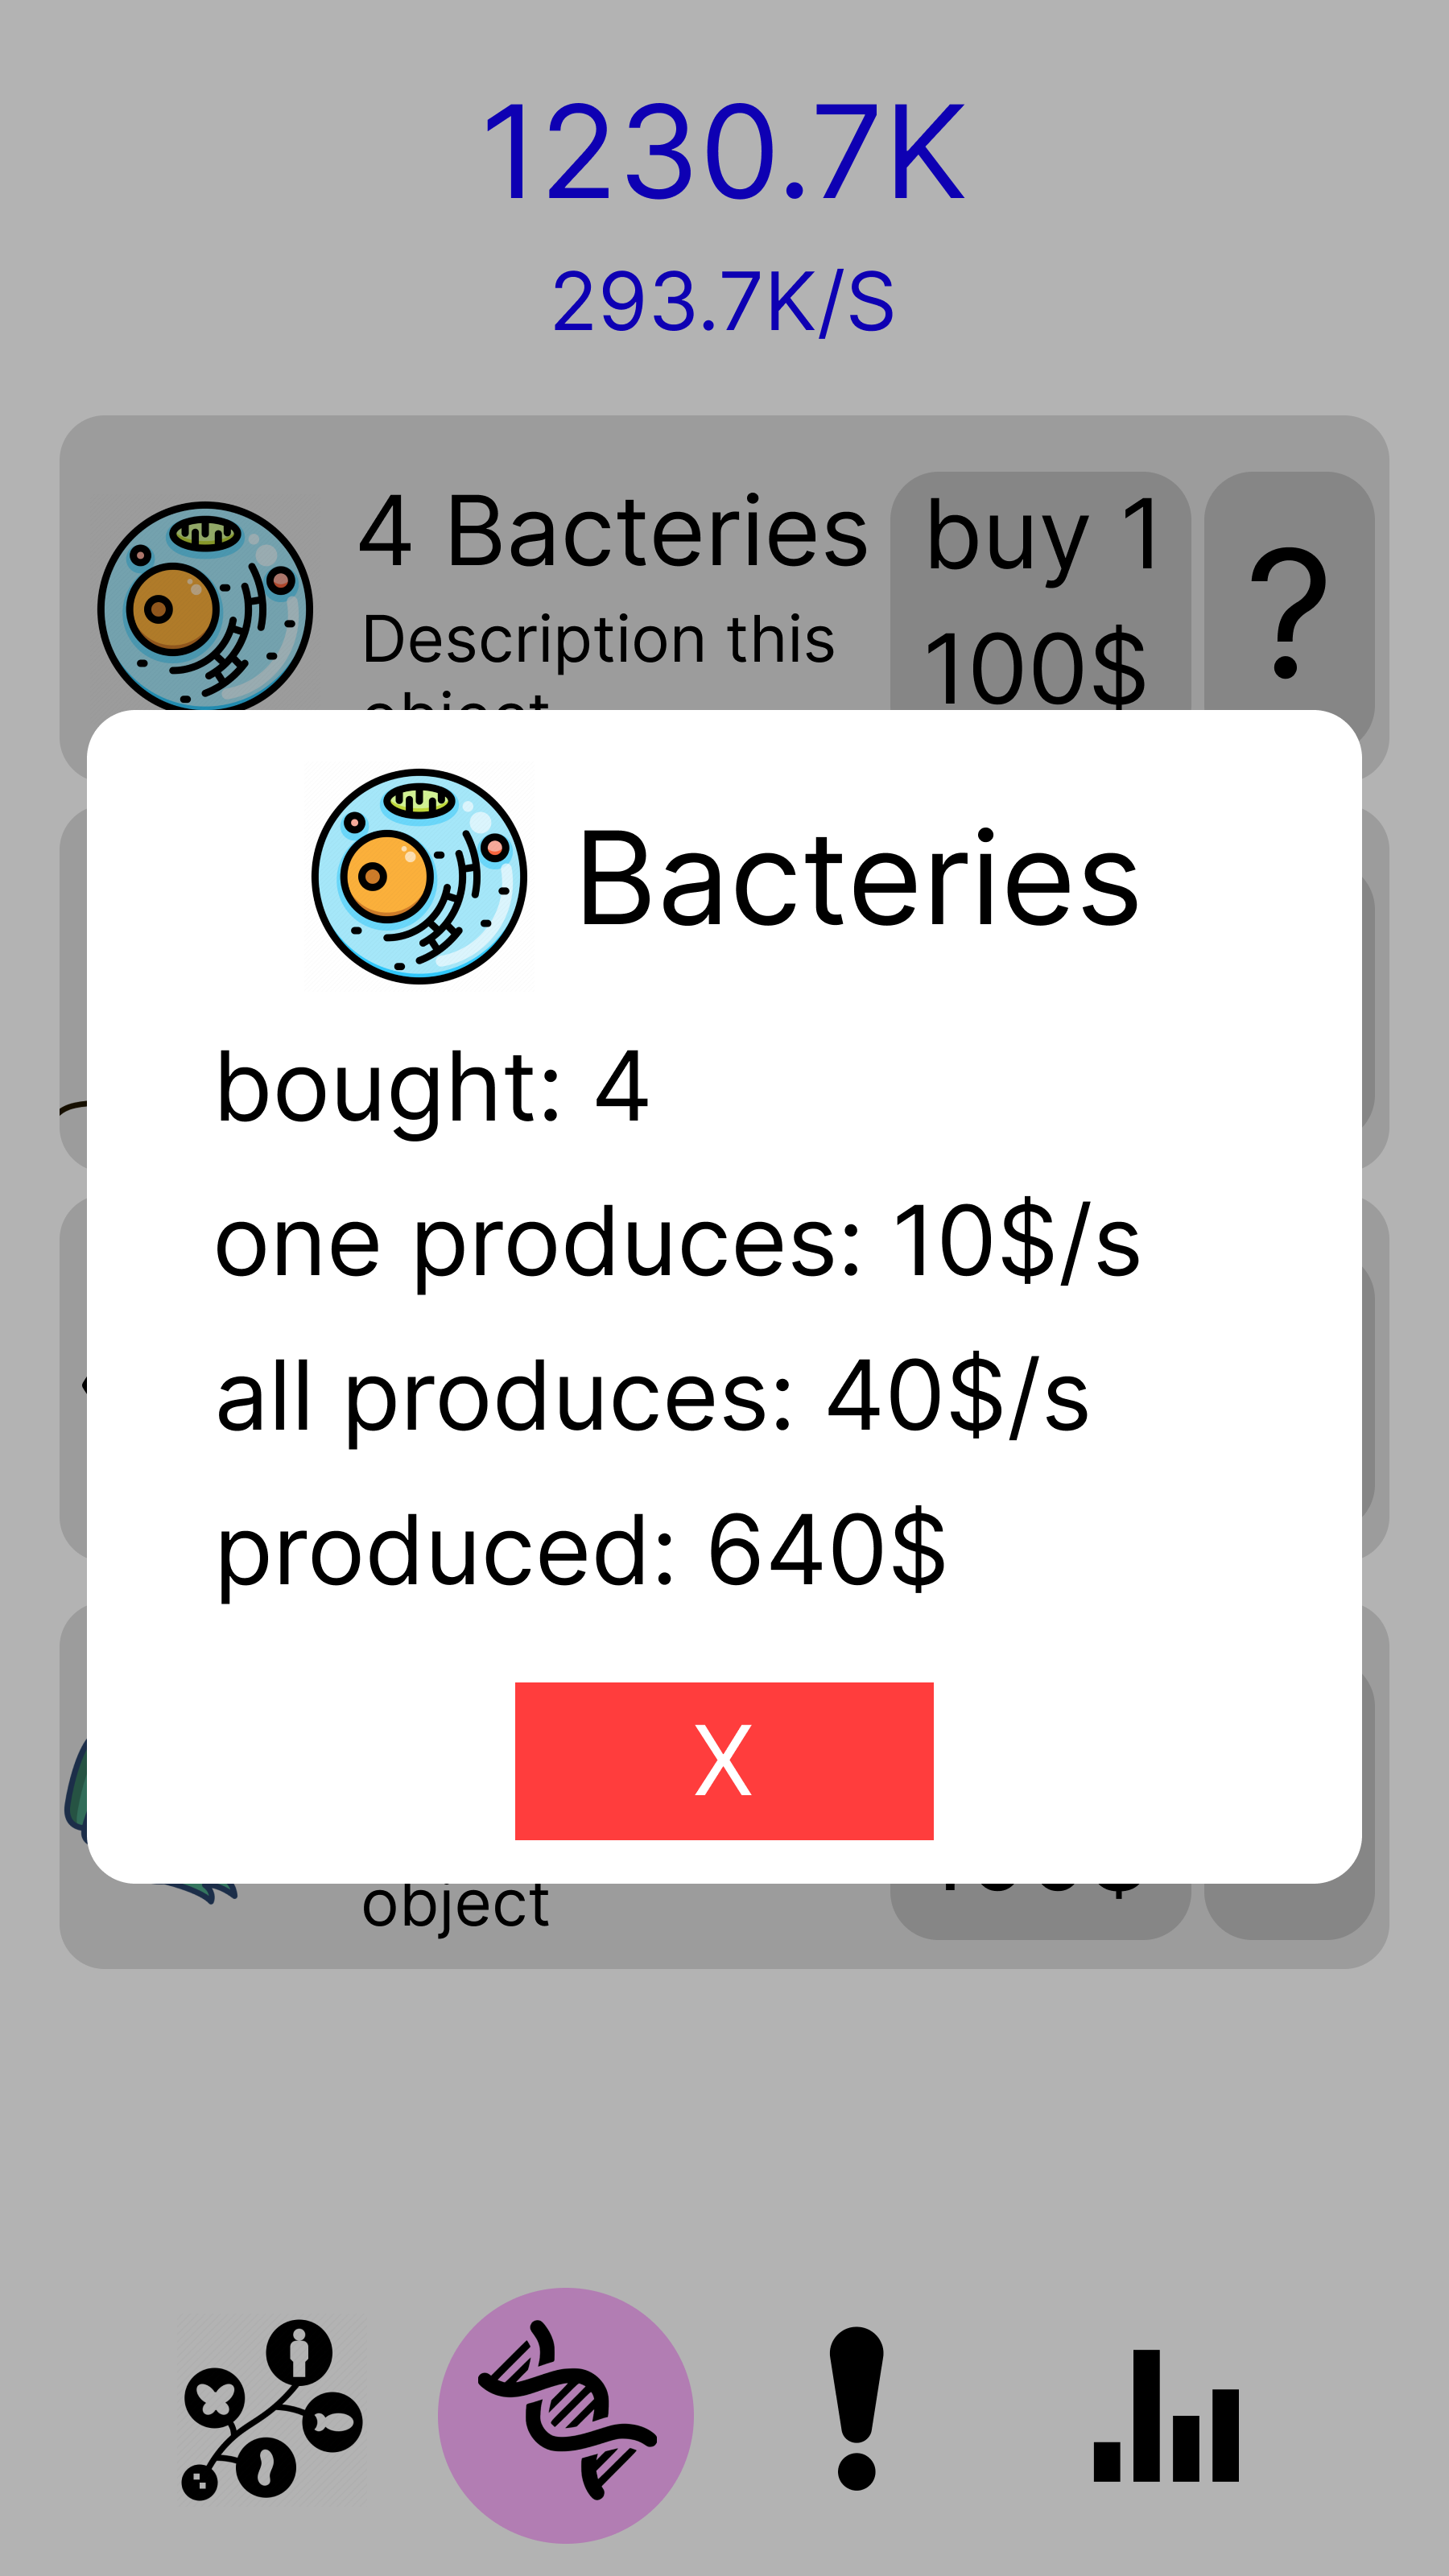 1230.7K
293.7K/S
4 Bacteries
Description this
object
buy 1
100$
?
Bacteries
bought: 4
one produces: 10$/s
all produces: 40$/s
produced: 640$
X
object
100$